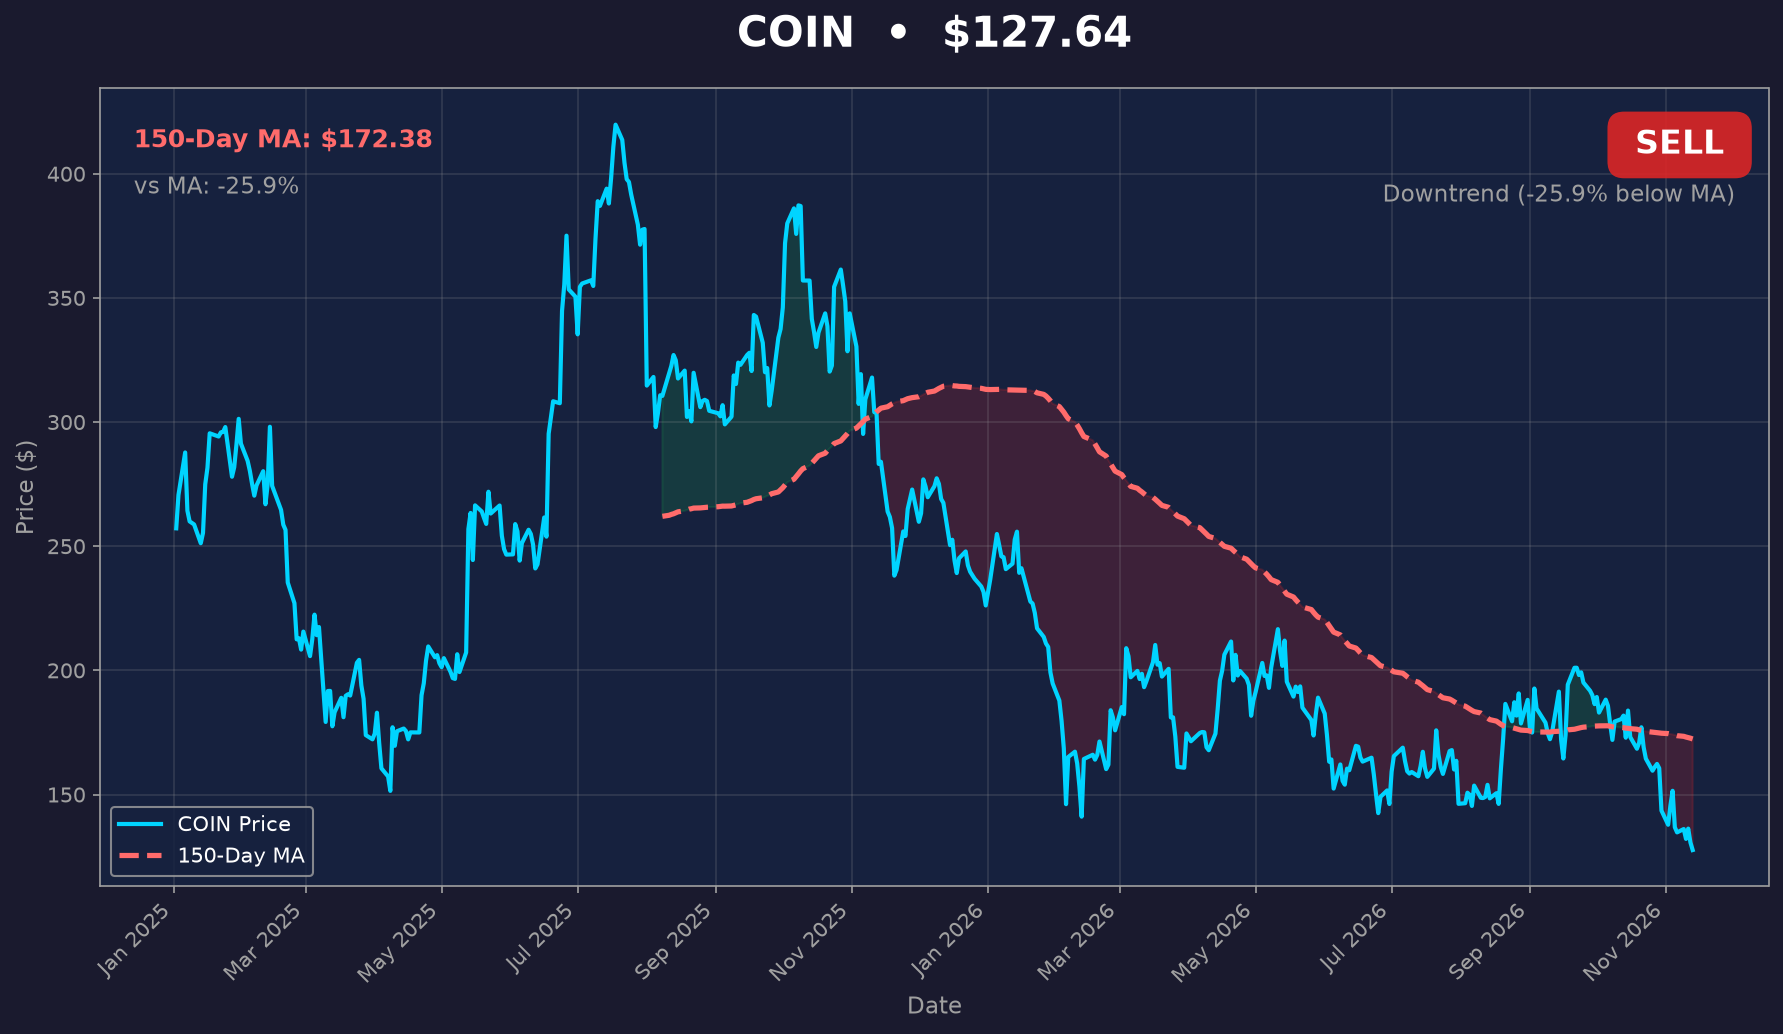 COIN • $127.64
150-Day MA: $172.38
vs MA: -25.9%
SELL
Downtrend (-25.9% below MA)
Price ($)
400
350
300
250
200
150
COIN Price
150-Day MA
Jan 2025
Mar 2025
May 2025
Jul 2025
Sep 2025
Nov 2025
Jan 2026
Mar 2026
May 2026
Jul 2026
Sep 2026
Nov 2026
Date